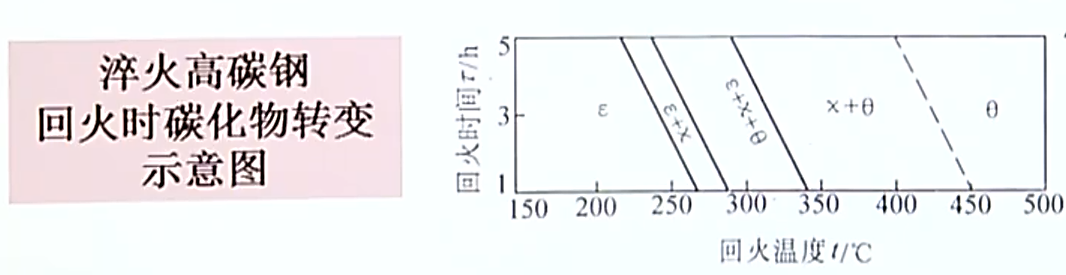 淬火高碳钢
回火时碳化物转变
示意图
回火时间τ/h
5
3
1
ε
ε+x
ε+x+θ
x+θ
θ
150 200 250 300 350 400 450 500
回火温度t/℃